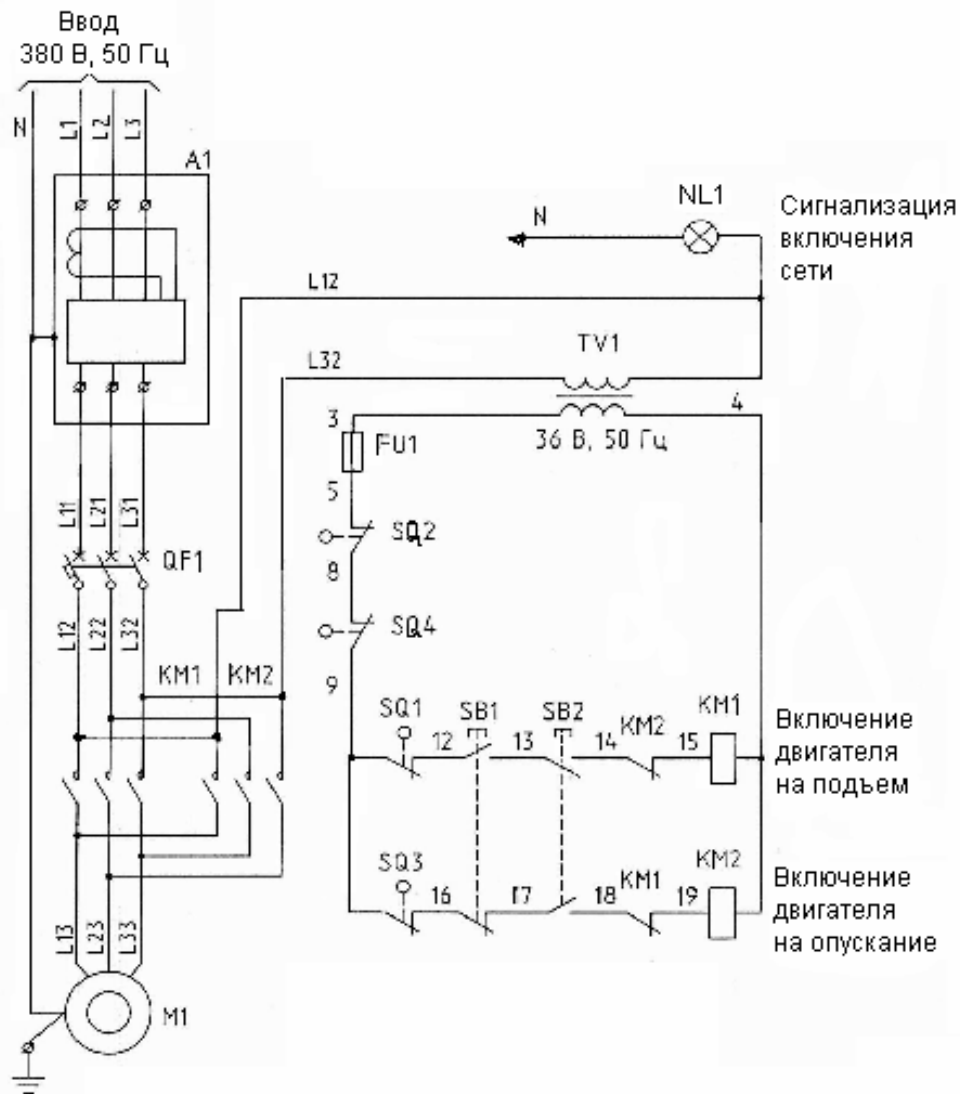 Ввод
380 В, 50 Гц
N
L1
L2
L3
A1
NL1
N
Сигнализация
включения
сети
L12
TV1
L32
3
4
FU1
36 В, 50 Гц
5
L11
L21
L31
QF1
SQ2
8
L12
L22
L32
SQ4
9
KM1
KM2
SQ1
SB1
SB2
KM2
KM1
12
13
14
15
Включение
двигателя
на подъем
SQ3
KM1
KM2
16
17
18
19
Включение
двигателя
на опускание
L13
L23
L33
M1